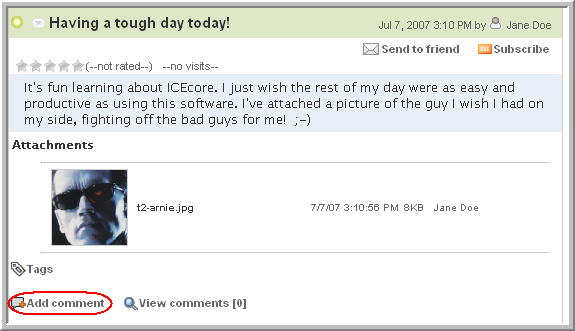 Having a tough day today!
Jul 7, 2007 3:10 PM by Jane Doe
Send to friend Subscribe
(--not rated--) --no visits--
It's fun learning about ICEcore. I just wish the rest of my day were as easy and
productive as using this software. I've attached a picture of the guy I wish I had on
my side, fighting off the bad guys for me! ;-)
Attachments
t2-arnie.jpg 7/7/07 3:10:56 PM 8KB Jane Doe
Tags
Add comment View comments [0]